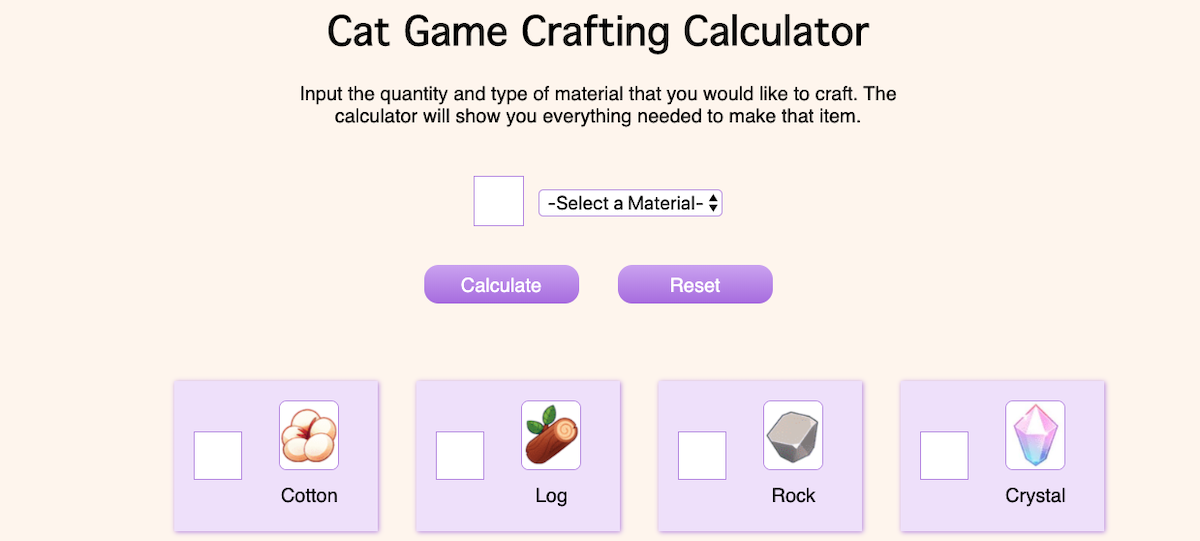 Cat Game Crafting Calculator
Input the quantity and type of material that you would like to craft. The
calculator will show you everything needed to make that item.
-Select a Material-
Calculate Reset
Cotton Log Rock Crystal